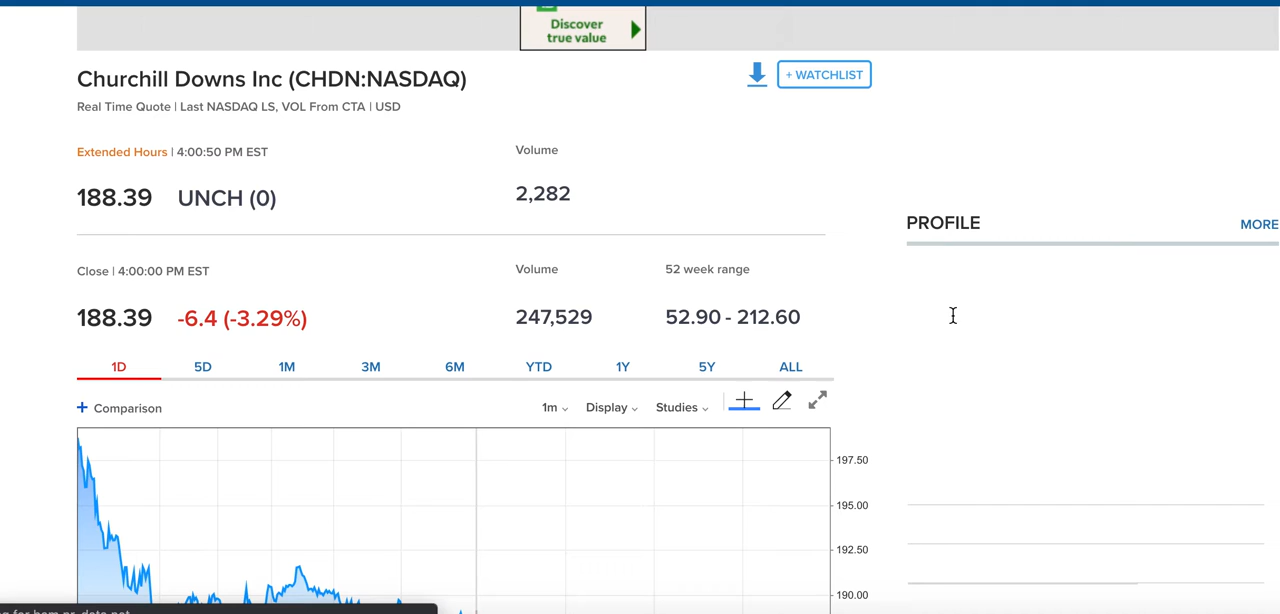 Discover
true value
Churchill Downs Inc (CHDN:NASDAQ)
+ WATCHLIST
Real Time Quote | Last NASDAQ LS, VOL From CTA | USD
Extended Hours | 4:00:50 PM EST
Volume
188.39 UNCH (0)
2,282
PROFILE
MORE
Close | 4:00:00 PM EST
Volume
52 week range
188.39 -6.4 (-3.29%)
247,529
52.90 - 212.60
1D 5D 1M 3M 6M YTD 1Y 5Y ALL
+ Comparison
1m Display Studies
197.50
195.00
192.50
190.00